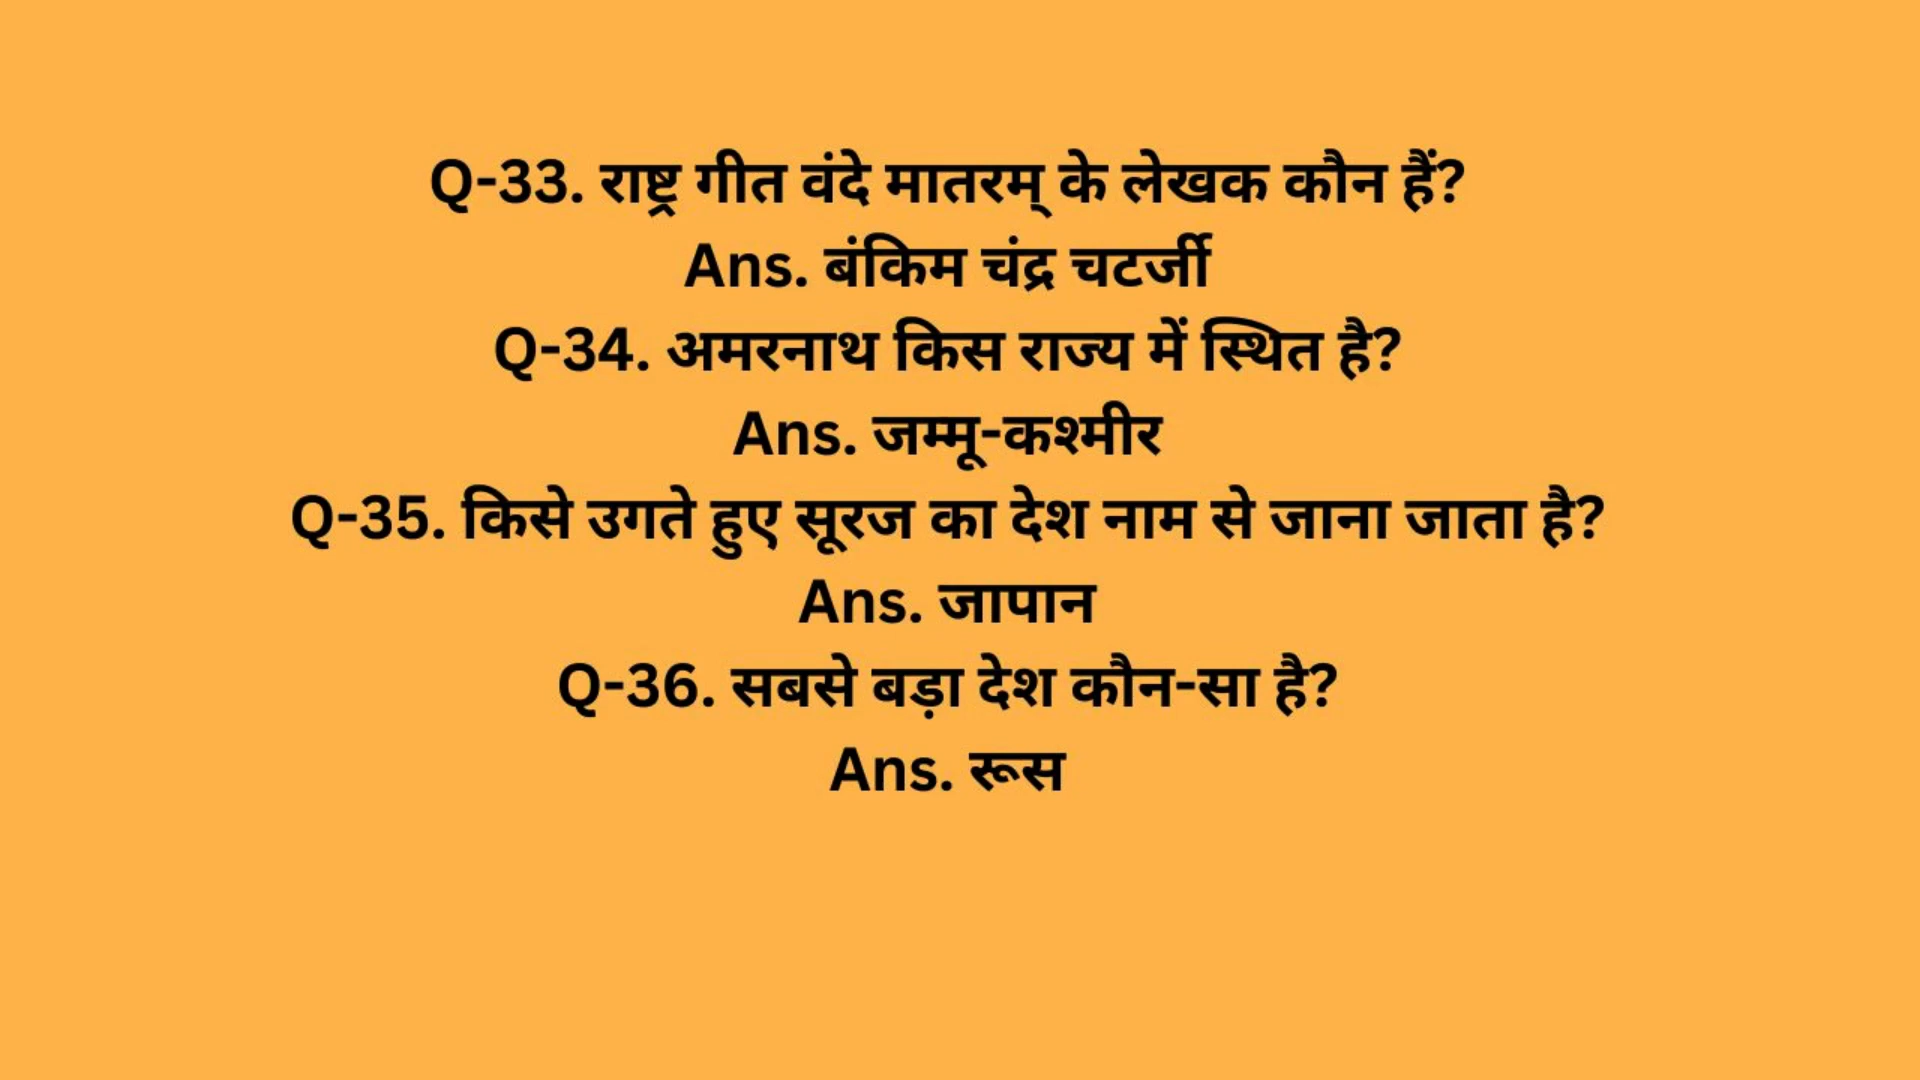 Q-33. राष्ट्र गीत वंदे मातरम् के लेखक कौन हैं?
Ans. बंकिम चंद्र चटर्जी
Q-34. अमरनाथ किस राज्य में स्थित है?
Ans. जम्मू-कश्मीर
Q-35. किसे उगते हुए सूरज का देश नाम से जाना जाता है?
Ans. जापान
Q-36. सबसे बड़ा देश कौन-सा है?
Ans. रूस